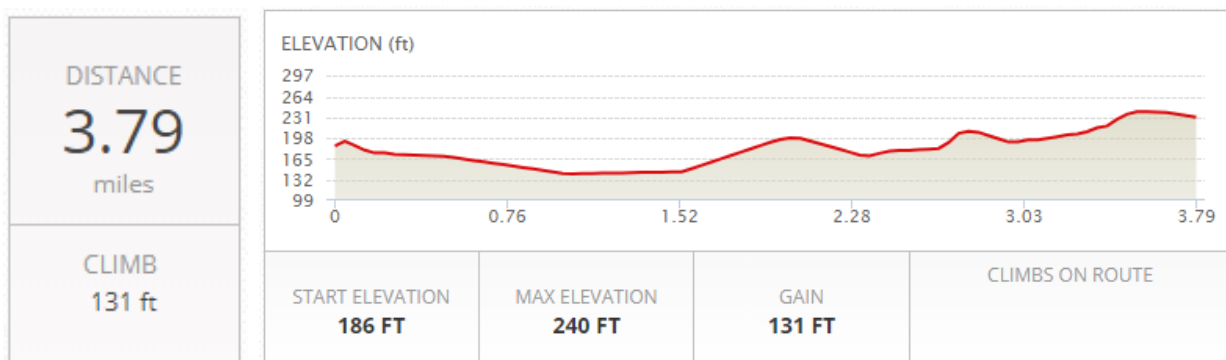 DISTANCE
3.79
miles
CLIMB
131 ft
ELEVATION (ft)
297
264
231
198
165
132
99
0 0.76 1.52 2.28 3.03 3.79
START ELEVATION
186 FT
MAX ELEVATION
240 FT
GAIN
131 FT
CLIMBS ON ROUTE